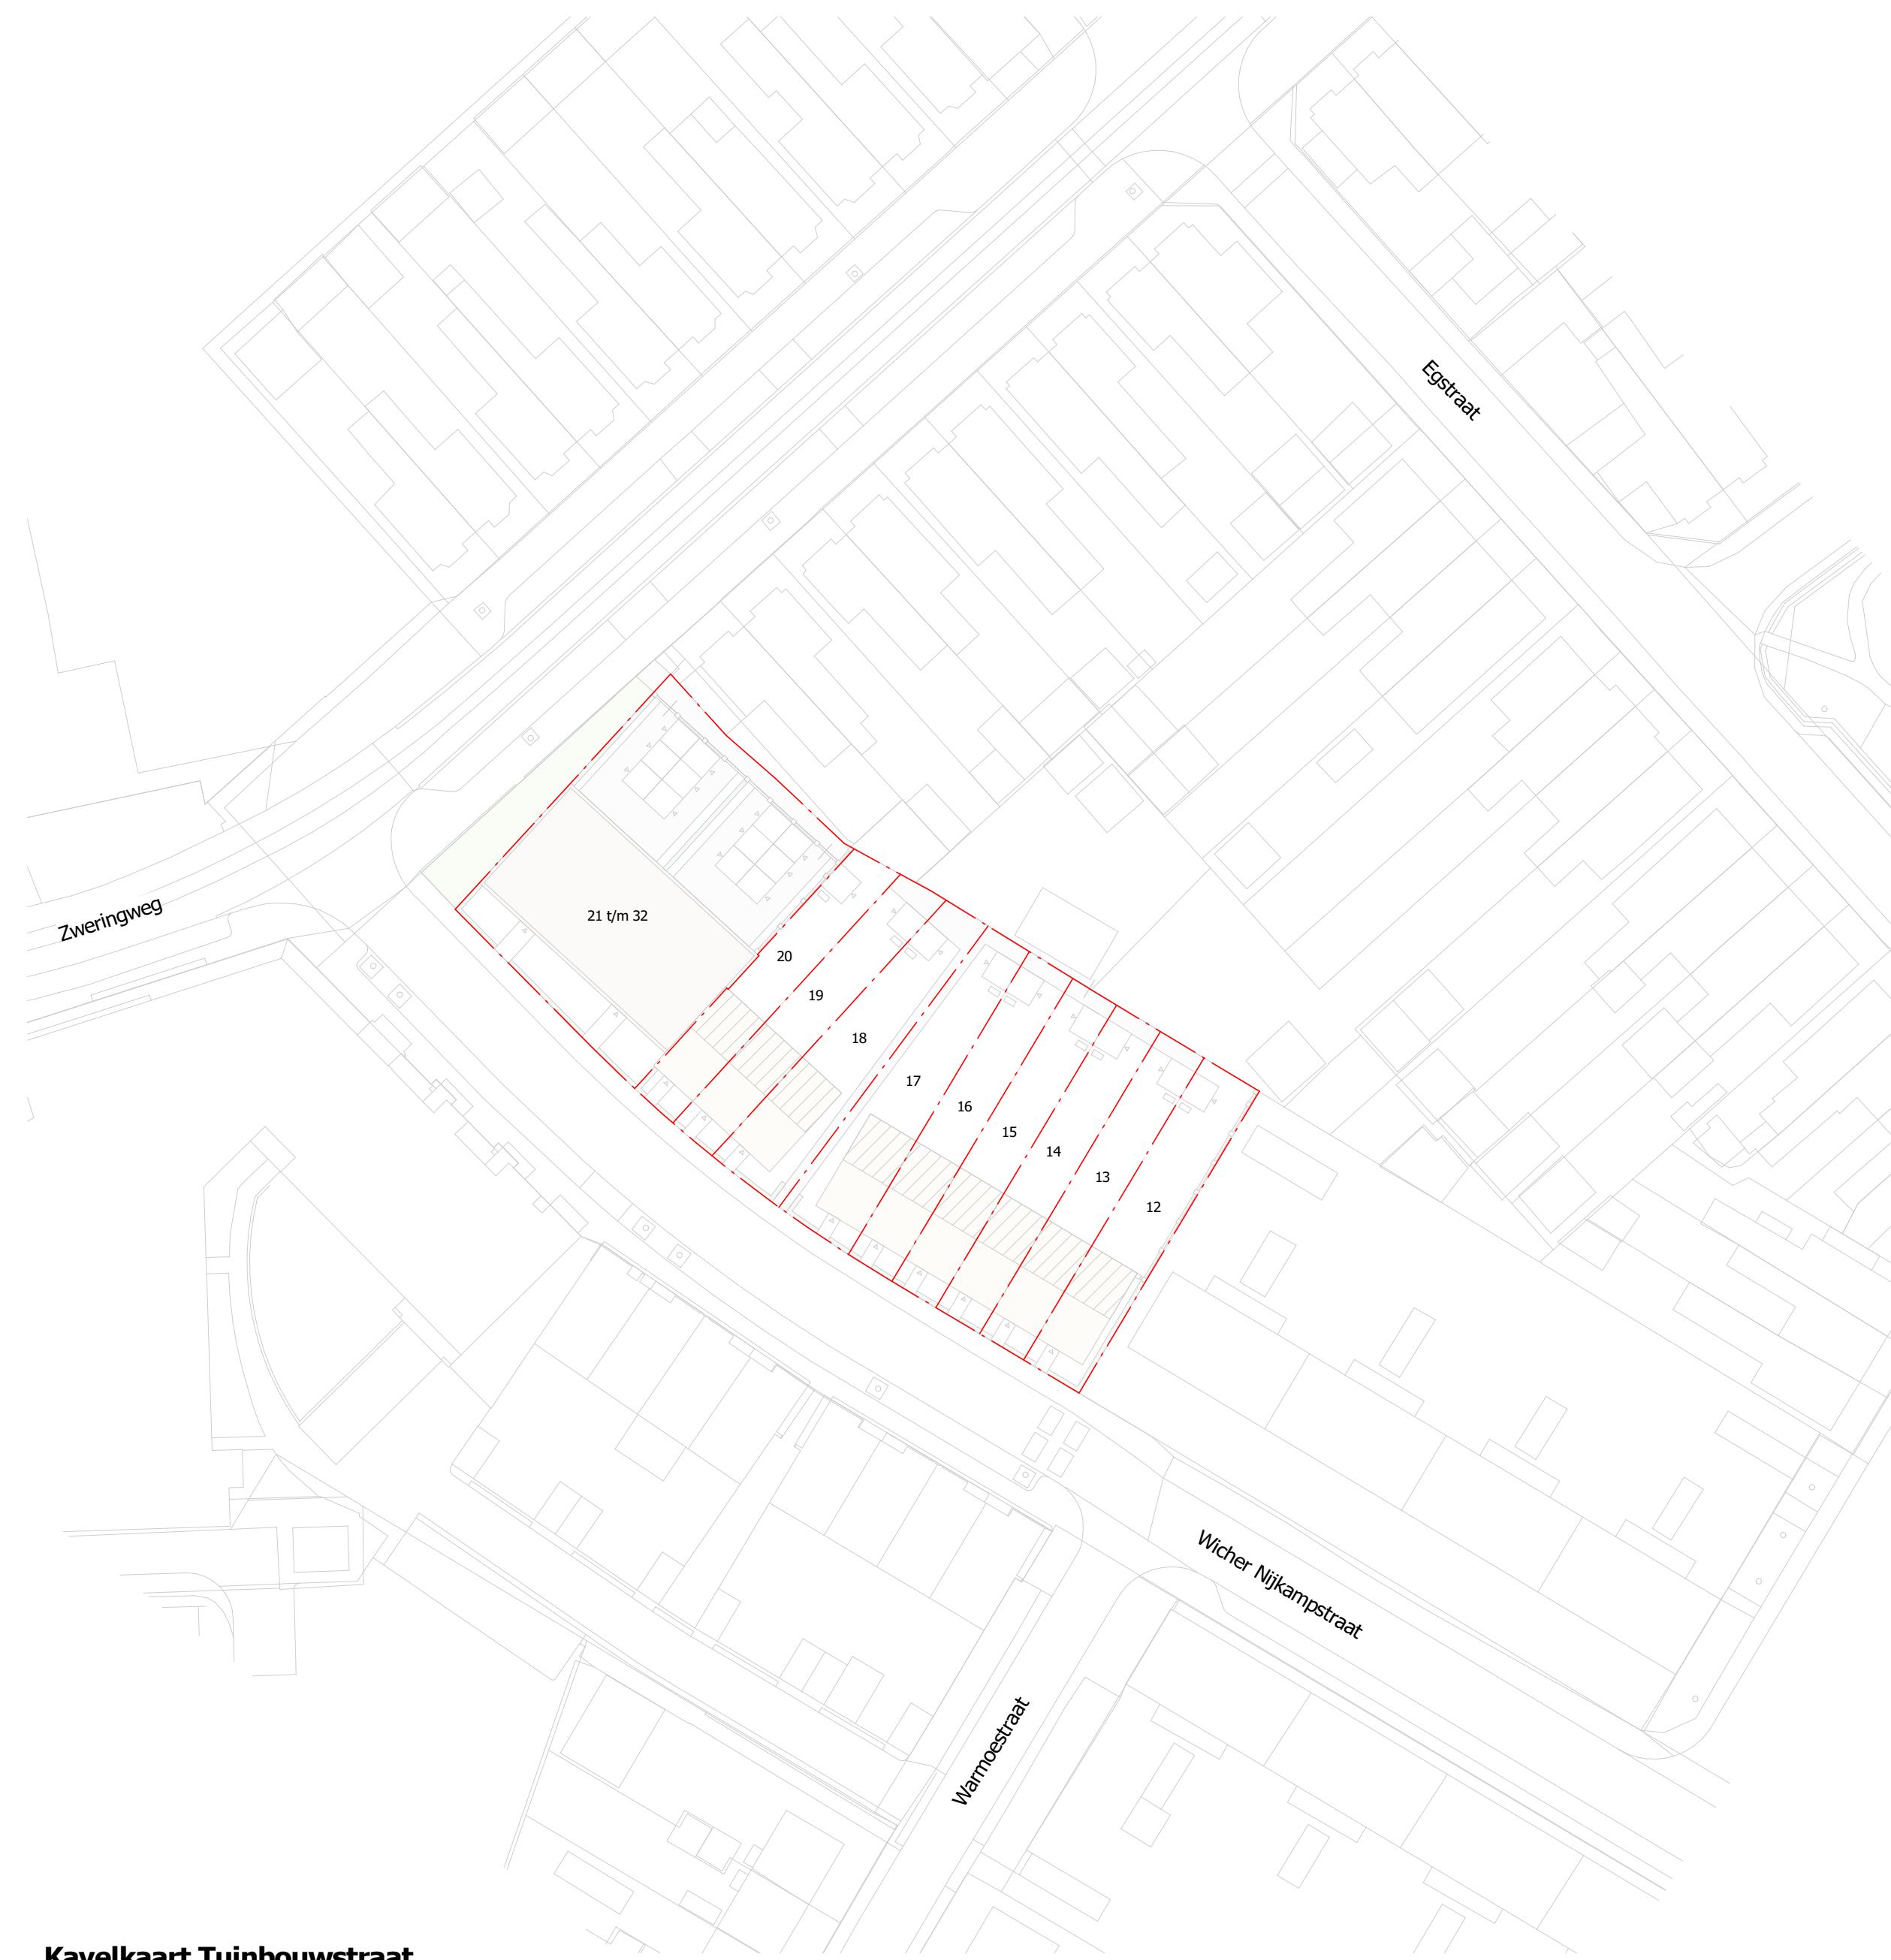 Egstraat
Zweringweg
21 t/m 32
20
19
18
17
16
15
14
13
12
Wicher Nijkampstraat
Warmoestraat
Kavelkaart Tuinbouwstraat